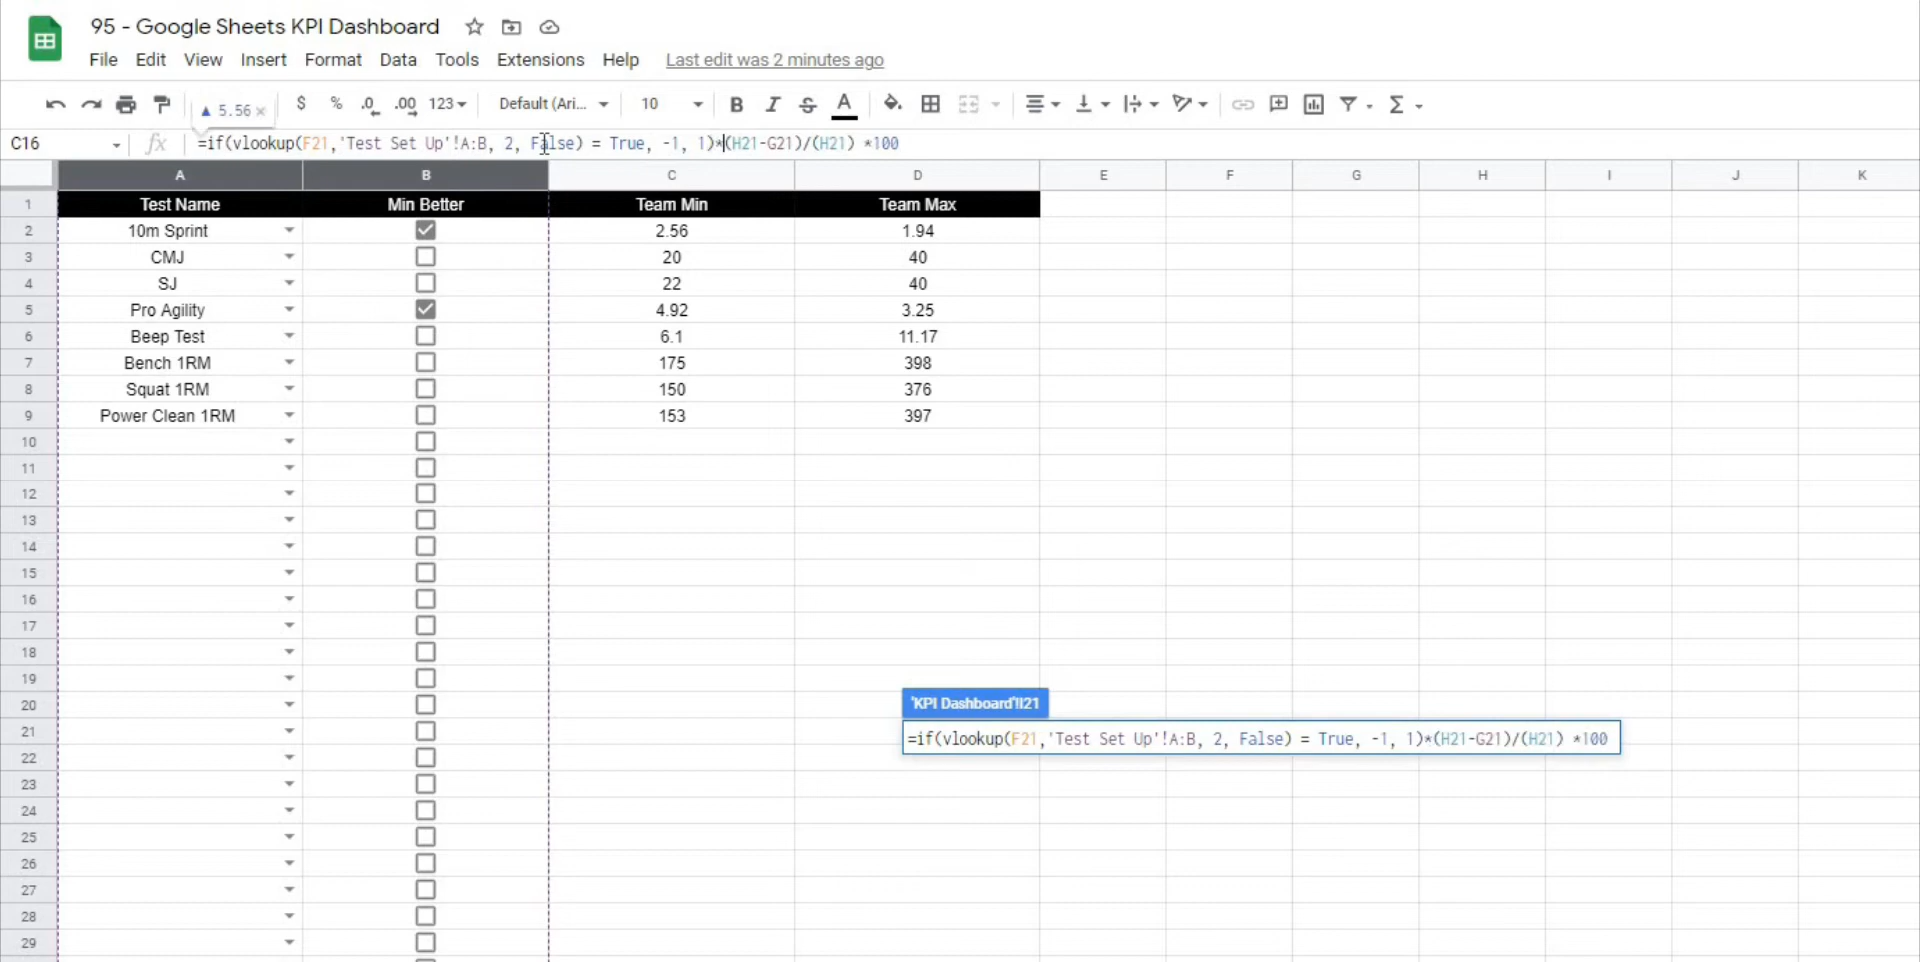 95 - Google Sheets KPI Dashboard
File Edit View Insert Format Data Tools Extensions Help Last edit was 2 minutes ago
▲ 5.56 × $ % .0 .00 123 Default (Ari... 10 B I S A Σ
C16 fx =if(vlookup(F21,'Test Set Up'!A:B, 2, False) = True, -1, 1)*(H21-G21)/(H21) *100
A B C D E F G H I J K
1 Test Name Min Better Team Min Team Max
2 10m Sprint 2.56 1.94
3 CMJ 20 40
4 SJ 22 40
5 Pro Agility 4.92 3.25
6 Beep Test 6.1 11.17
7 Bench 1RM 175 398
8 Squat 1RM 150 376
9 Power Clean 1RM 153 397
10
11
12
13
14
15
16
17
18
19
20 'KPI Dashboard'!I21
21 =if(vlookup(F21,'Test Set Up'!A:B, 2, False) = True, -1, 1)*(H21-G21)/(H21) *100
22
23
24
25
26
27
28
29